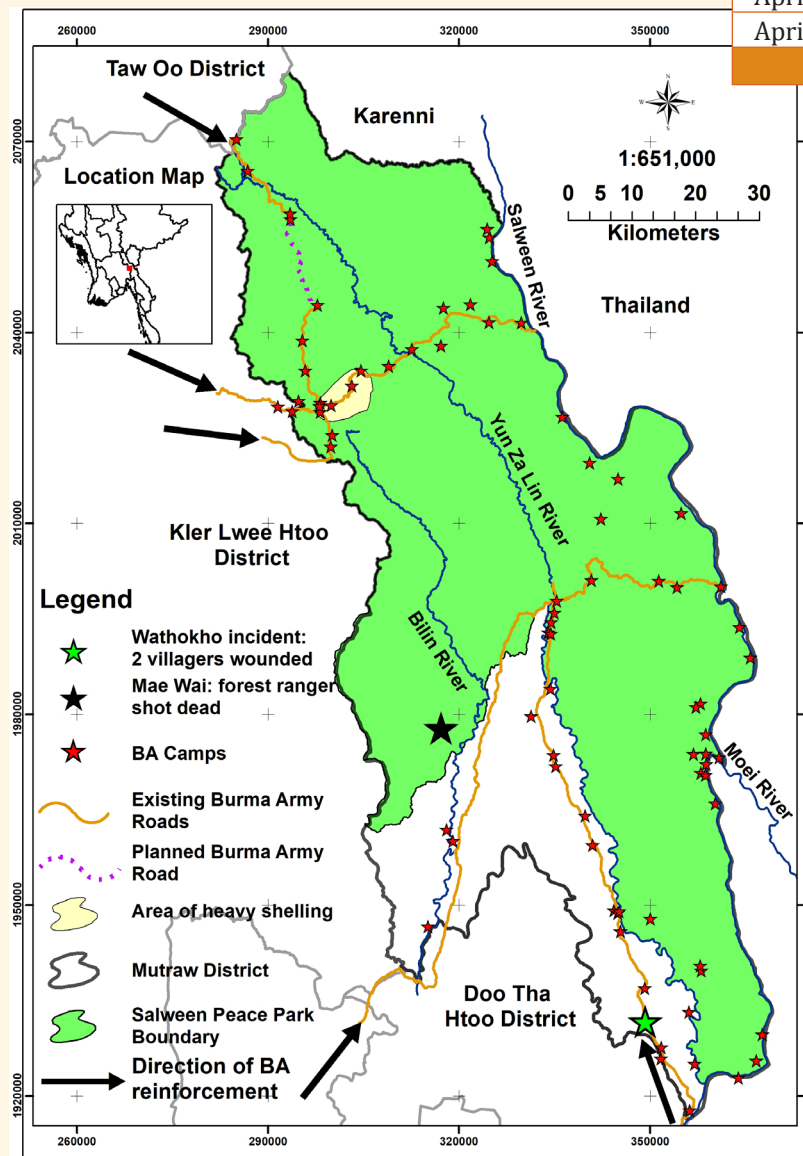 Apri
260000
290000
320000
350000
Taw Oo District
Karenni
N
W
E
S
2070000
1:651,000
Location Map
0 5 10 20 30
Kilometers
Salween River
Thailand
2040000
Yun Za Lin River
2010000
Kler Lwee Htoo
District
Legend
Wathokho incident:
2 villagers wounded
Bilin River
Mae Wai: forest ranger
shot dead
1980000
BA Camps
Moei River
Existing Burma Army
Roads
Planned Burma Army
Road
1950000
Area of heavy shelling
Mutraw District
Doo Tha
Htoo District
Salween Peace Park
Boundary
Direction of BA
reinforcement
1920000
260000
290000
320000
350000